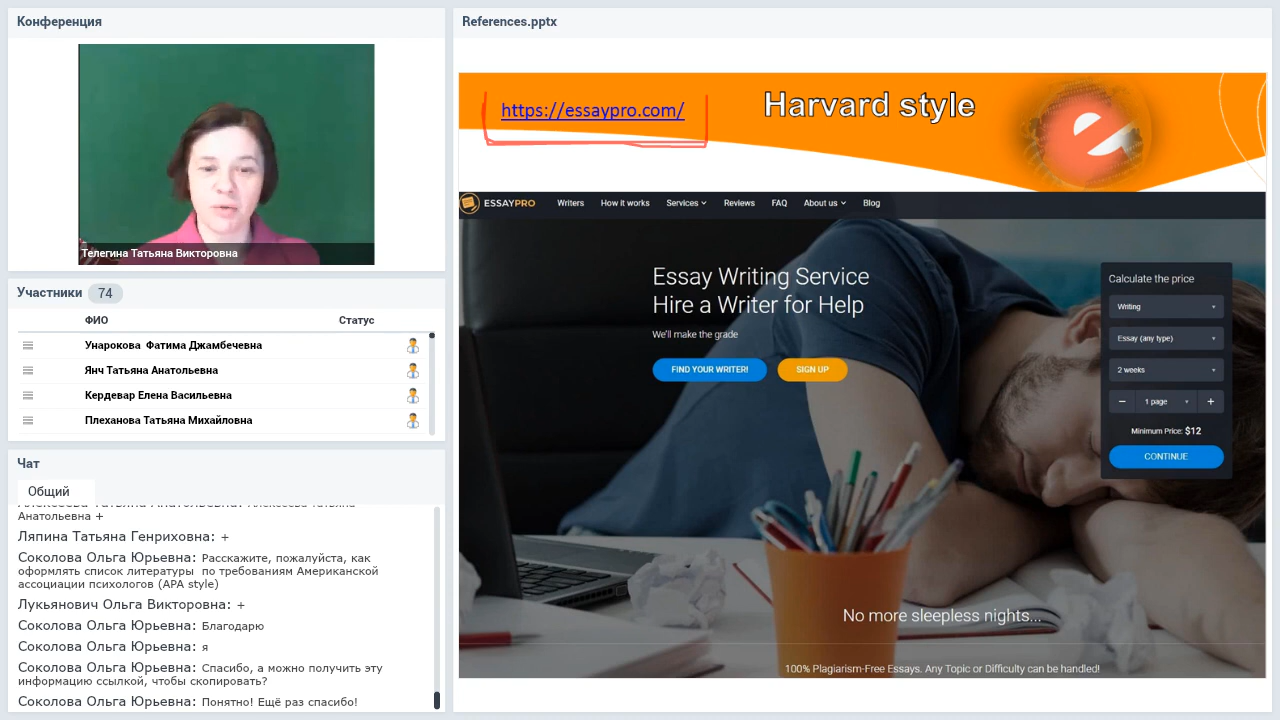 Конференция
Телегина Татьяна Викторовна
Участники 74
ФИО Статус
Унарокова Фатима Джамбечевна
Янч Татьяна Анатольевна
Кердевар Елена Васильевна
Плеханова Татьяна Михайловна
Чат
Общий
Анатольевна +
Ляпина Татьяна Генриховна: +
Соколова Ольга Юрьевна: Расскажите, пожалуйста, как
оформлять список литературы по требованиям Американской
ассоциации психологов (APA style)
Лукьянович Ольга Викторовна: +
Соколова Ольга Юрьевна: Благодарю
Соколова Ольга Юрьевна: я
Соколова Ольга Юрьевна: Спасибо, а можно получить эту
информацию ссылкой, чтобы скопировать?
Соколова Ольга Юрьевна: Понятно! Ещё раз спасибо!
References.pptx
https://essaypro.com/
Harvard style
ESSAYPRO Writers How it works Services Reviews FAQ About us Blog
Essay Writing Service
Hire a Writer for Help
We'll make the grade
FIND YOUR WRITER! SIGN UP
Calculate the price
Writing
Essay (any type)
2 weeks
− 1 page +
Minimum Price: $12
CONTINUE
No more sleepless nights...
100% Plagiarism-Free Essays. Any Topic or Difficulty can be handled!